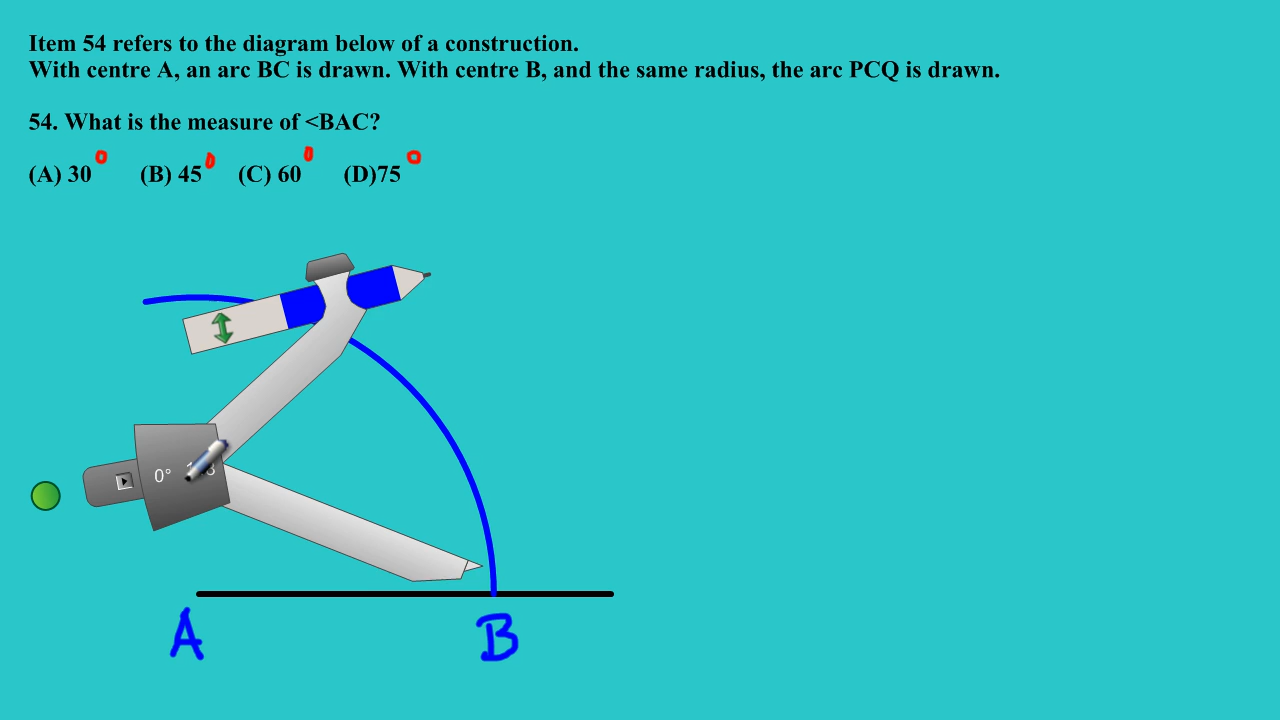 Item 54 refers to the diagram below of a construction.
With centre A, an arc BC is drawn. With centre B, and the same radius, the arc PCQ is drawn.
54. What is the measure of <BAC?
(A) 30° (B) 45° (C) 60° (D)75°
0°
A B